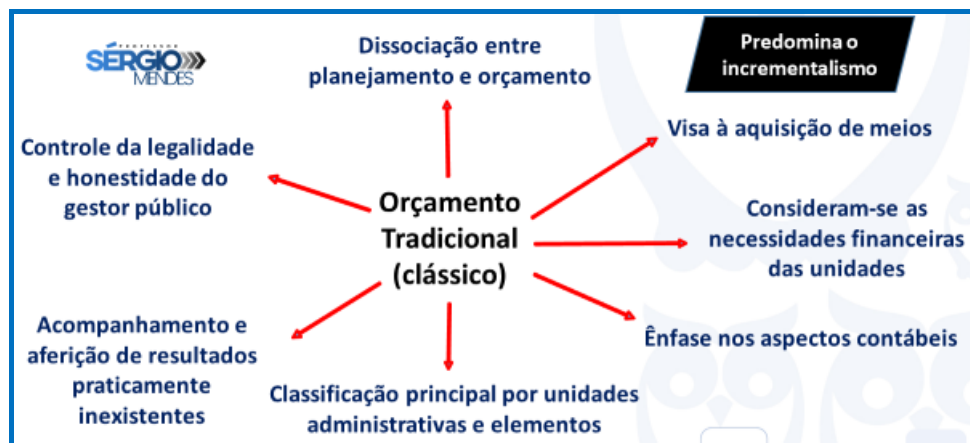 PROFESSOR
SÉRGIO
MENDES
Dissociação entre
planejamento e orçamento
Predomina o
incrementalismo
Controle da legalidade
e honestidade do
gestor público
Visa à aquisição de meios
Orçamento
Tradicional
(clássico)
Consideram-se as
necessidades financeiras
das unidades
Acompanhamento e
aferição de resultados
praticamente
inexistentes
Ênfase nos aspectos contábeis
Classificação principal por unidades
administrativas e elementos